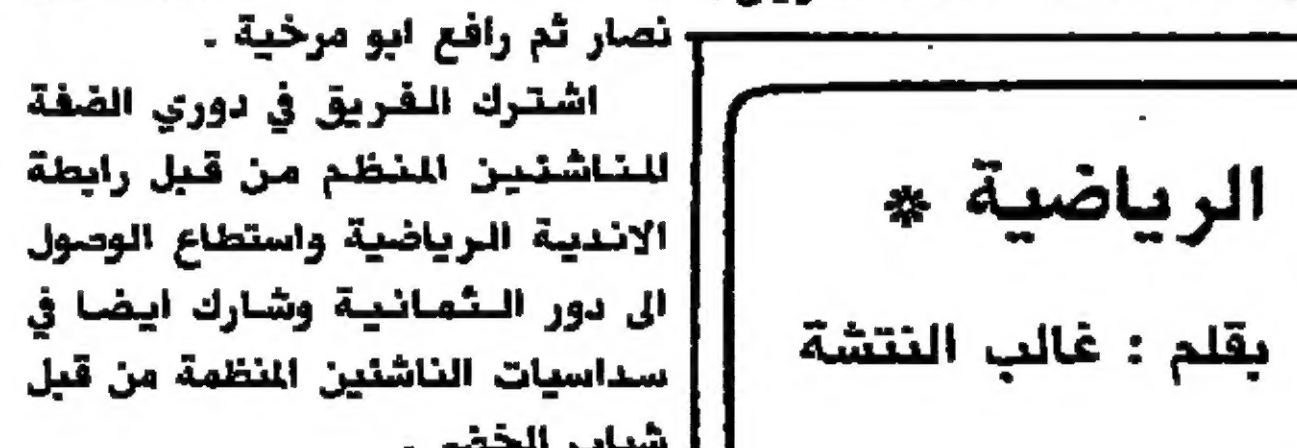 الرياضية *
بقلم : غالب النتشة
نصار ثم رافع ابو مرخية .
اشترك الفريق في دوري الضفة
للناشئين المنظم من قبل رابطة
الاندية الرياضية واستطاع الوصول
الى دور الثمانية وشارك ايضا في
سداسيات الناشئين المنظمة من قبل
شباب